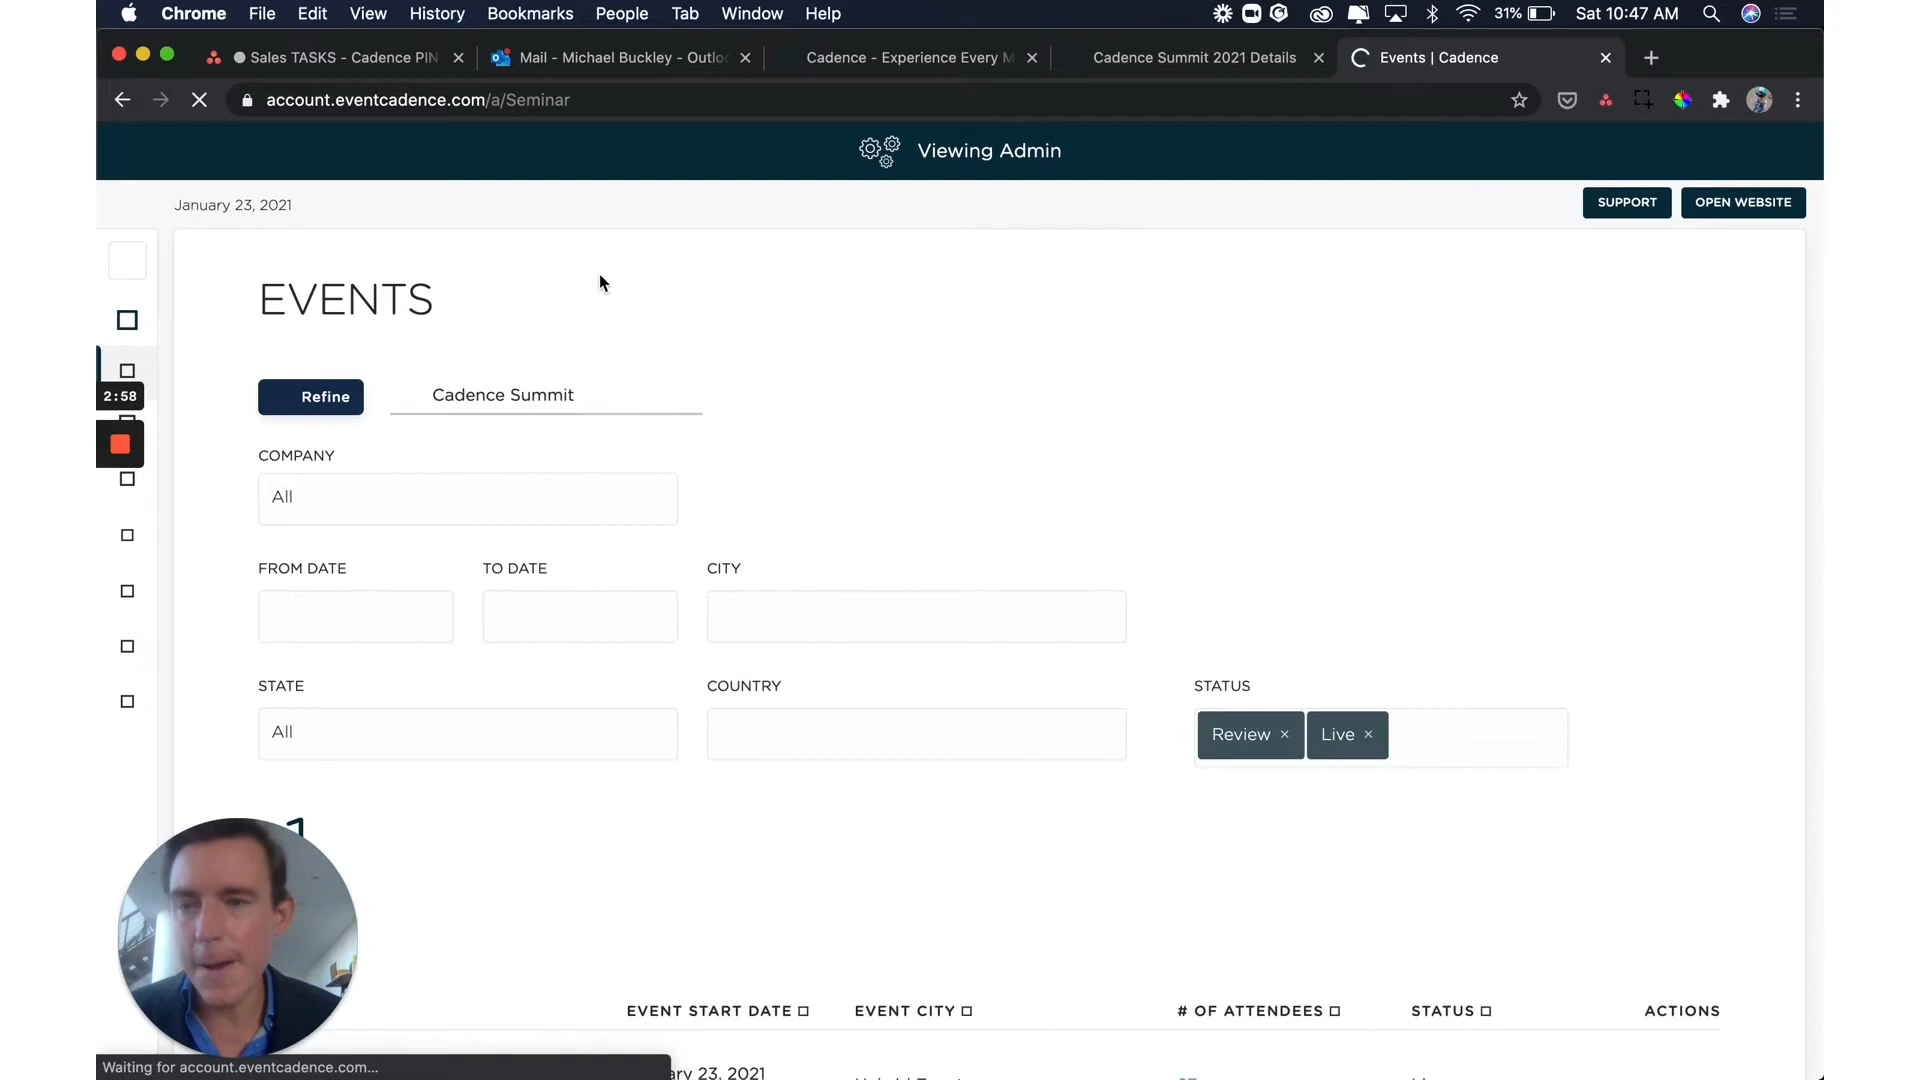 Chrome File Edit View History Bookmarks People Tab Window Help 31% Sat 10:47 AM
Sales TASKS - Cadence PIN Mail - Michael Buckley - Outlo Cadence - Experience Every M Cadence Summit 2021 Details Events | Cadence
account.eventcadence.com/a/Seminar
Viewing Admin
January 23, 2021 SUPPORT OPEN WEBSITE
EVENTS
Refine Cadence Summit
2:58
COMPANY
All
FROM DATE TO DATE CITY
STATE COUNTRY STATUS
All Review × Live ×
1
EVENT START DATE EVENT CITY # OF ATTENDEES STATUS ACTIONS
Waiting for account.eventcadence.com...
ary 23, 2021